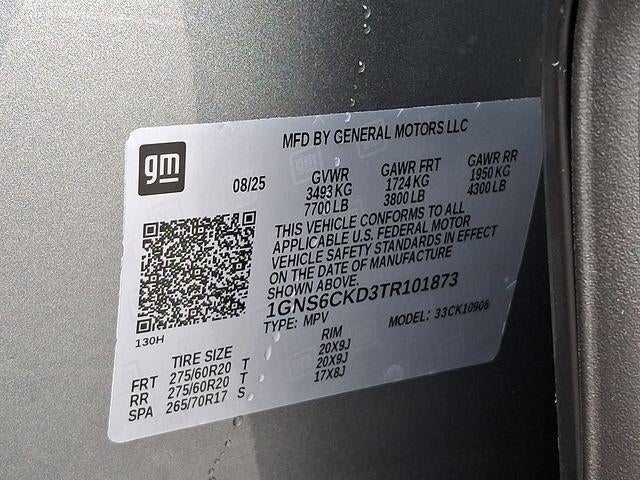 MFD BY GENERAL MOTORS LLC
gm
08/25
GVWR GAWR FRT GAWR RR
3493 KG 1724 KG 1950 KG
7700 LB 3800 LB 4300 LB
THIS VEHICLE CONFORMS TO ALL
APPLICABLE U.S. FEDERAL MOTOR
VEHICLE SAFETY STANDARDS IN EFFECT
ON THE DATE OF MANUFACTURE
SHOWN ABOVE.
1GNS6CKD3TR101873
TYPE: MPV MODEL: 33CK10906
130H
TIRE SIZE RIM
FRT 275/60R20 T 20X9J
RR 275/60R20 T 20X9J
SPA 265/70R17 S 17X8J